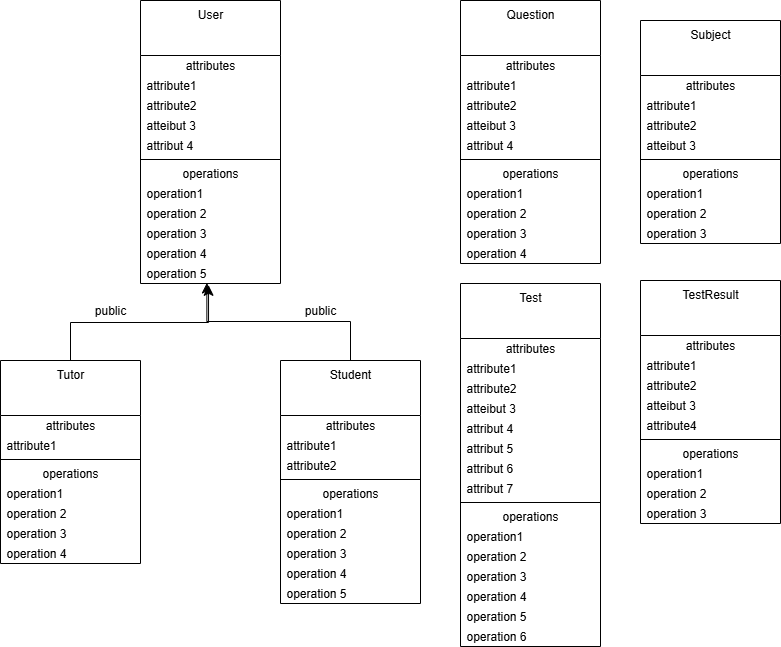 User
attributes
attribute1
attribute2
atteibut 3
attribut 4
operations
operation1
operation 2
operation 3
operation 4
operation 5
Question
attributes
attribute1
attribute2
atteibut 3
attribut 4
operations
operation1
operation 2
operation 3
operation 4
Subject
attributes
attribute1
attribute2
atteibut 3
operations
operation1
operation 2
operation 3
public
public
Tutor
attributes
attribute1
operations
operation1
operation 2
operation 3
operation 4
Student
attributes
attribute1
attribute2
operations
operation1
operation 2
operation 3
operation 4
operation 5
Test
attributes
attribute1
attribute2
atteibut 3
attribut 4
attribut 5
attribut 6
attribut 7
operations
operation1
operation 2
operation 3
operation 4
operation 5
operation 6
TestResult
attributes
attribute1
attribute2
atteibut 3
attribute4
operations
operation1
operation 2
operation 3